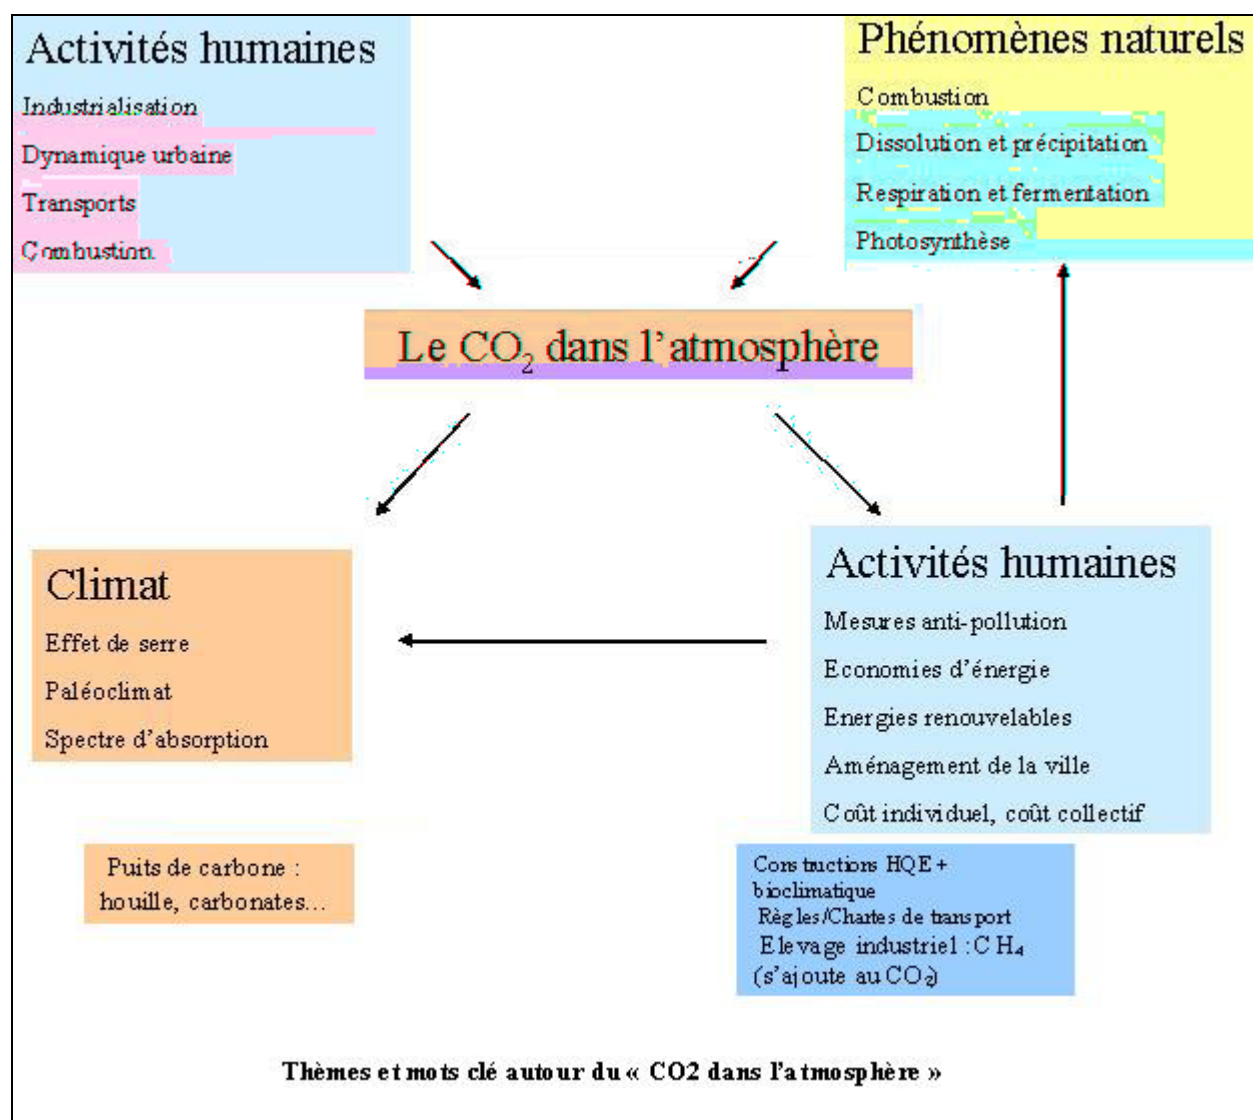 Activités humaines
Industrialisation
Dynamique urbaine
Transports
Combustion
Phénomènes naturels
Combustion
Dissolution et précipitation
Respiration et fermentation
Photosynthèse
Le CO₂ dans l'atmosphère
Climat
Effet de serre
Paléoclimat
Spectre d'absorption
Activités humaines
Mesures anti-pollution
Economies d'énergie
Energies renouvelables
Aménagement de la ville
Coût individuel, coût collectif
Puits de carbone :
houille, carbonates...
Constructions HQE +
bioclimatique
Règles/Chartes de transport
Elevage industriel : CH₄
(s'ajoute au CO₂)
Thèmes et mots clé autour du « CO2 dans l'atmosphère »